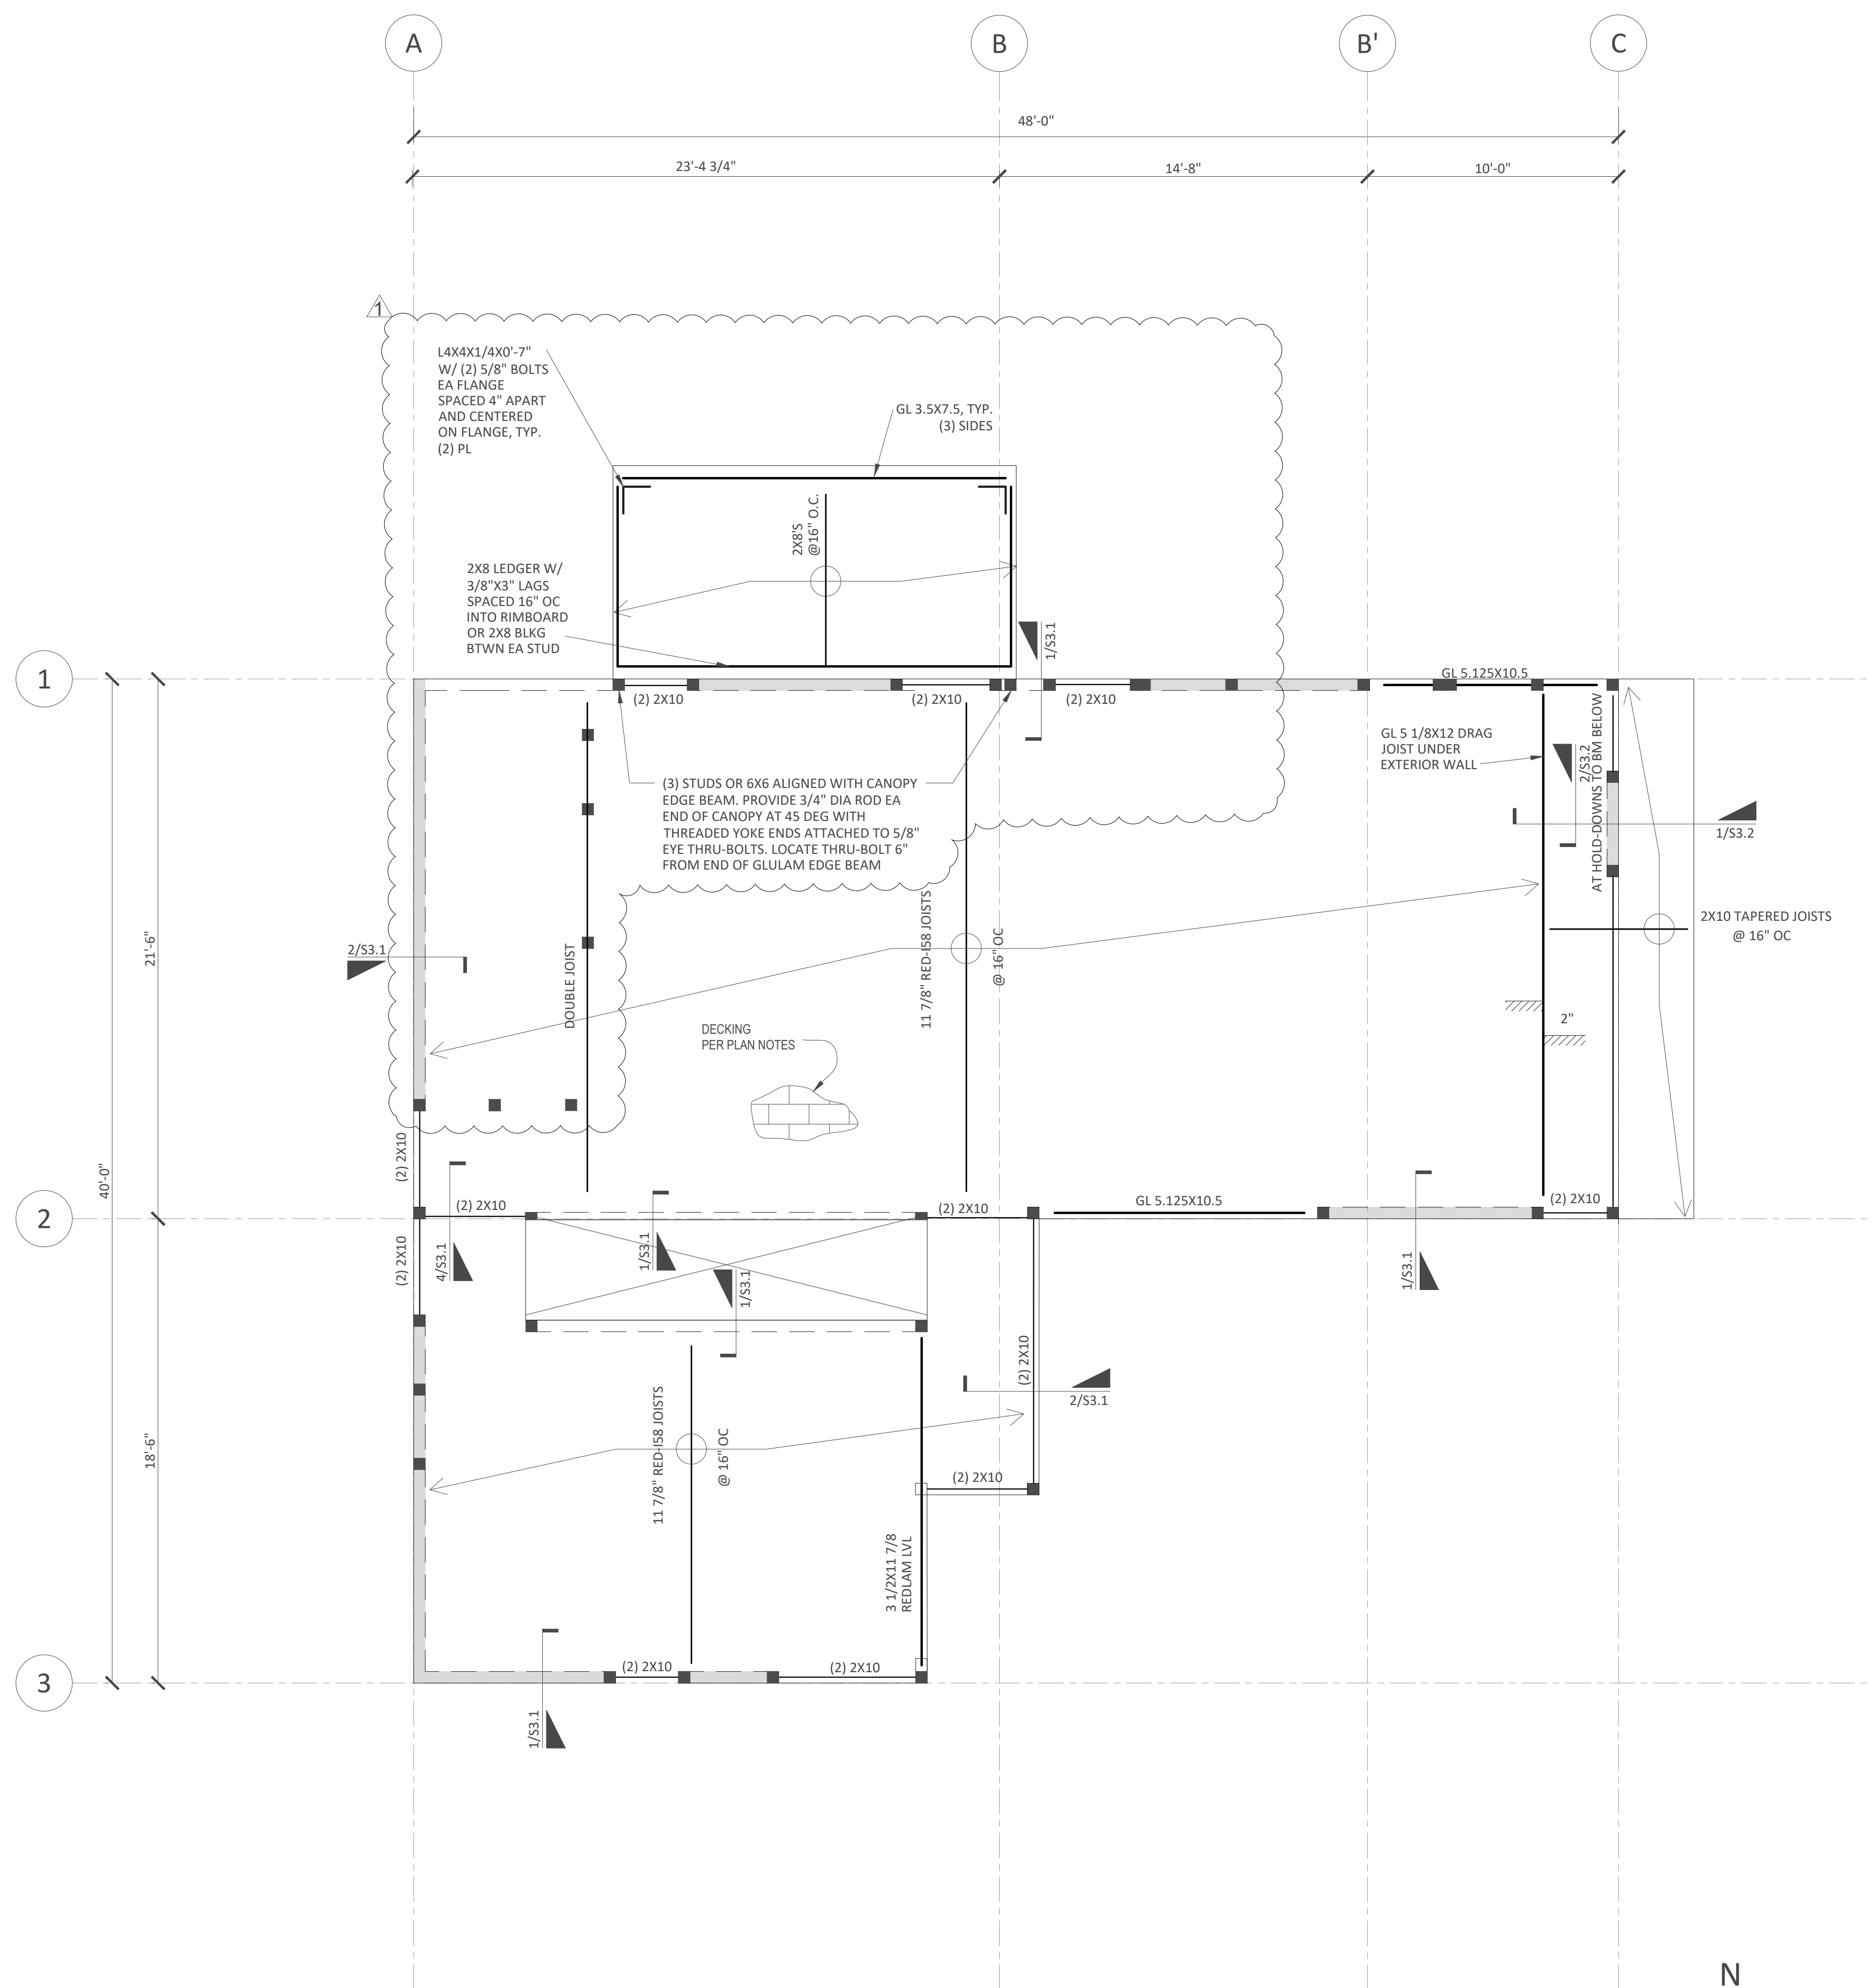 A
B
B'
C
48'-0"
23'-4 3/4"
14'-8"
10'-0"
1
L4X4X1/4X0'-7"
W/ (2) 5/8" BOLTS
EA FLANGE
SPACED 4" APART
AND CENTERED
ON FLANGE, TYP.
(2) PL
GL 3.5X7.5, TYP.
(3) SIDES
2X8'S
@16" O.C.
2X8 LEDGER W/
3/8"X3" LAGS
SPACED 16" OC
INTO RIMBOARD
OR 2X8 BLKG
BTWN EA STUD
1/S3.1
1
(2) 2X10
(2) 2X10
(2) 2X10
GL 5.125X10.5
GL 5 1/8X12 DRAG
JOIST UNDER
EXTERIOR WALL
2/S3.2
AT HOLD-DOWNS TO BM BELOW
1/S3.2
(3) STUDS OR 6X6 ALIGNED WITH CANOPY
EDGE BEAM. PROVIDE 3/4" DIA ROD EA
END OF CANOPY AT 45 DEG WITH
THREADED YOKE ENDS ATTACHED TO 5/8"
EYE THRU-BOLTS. LOCATE THRU-BOLT 6"
FROM END OF GLULAM EDGE BEAM
21'-6"
2/S3.1
DOUBLE JOIST
11 7/8" RED-I58 JOISTS
@ 16" OC
2X10 TAPERED JOISTS
@ 16" OC
DECKING
PER PLAN NOTES
2"
40'-0"
(2) 2X10
2
(2) 2X10
(2) 2X10
GL 5.125X10.5
(2) 2X10
(2) 2X10
4/S3.1
1/S3.1
1/S3.1
1/S3.1
(2) 2X10
2/S3.1
18'-6"
11 7/8" RED-I58 JOISTS
@ 16" OC
(2) 2X10
3 1/2X11 7/8
REDLAM LVL
3
(2) 2X10
(2) 2X10
1/S3.1
N